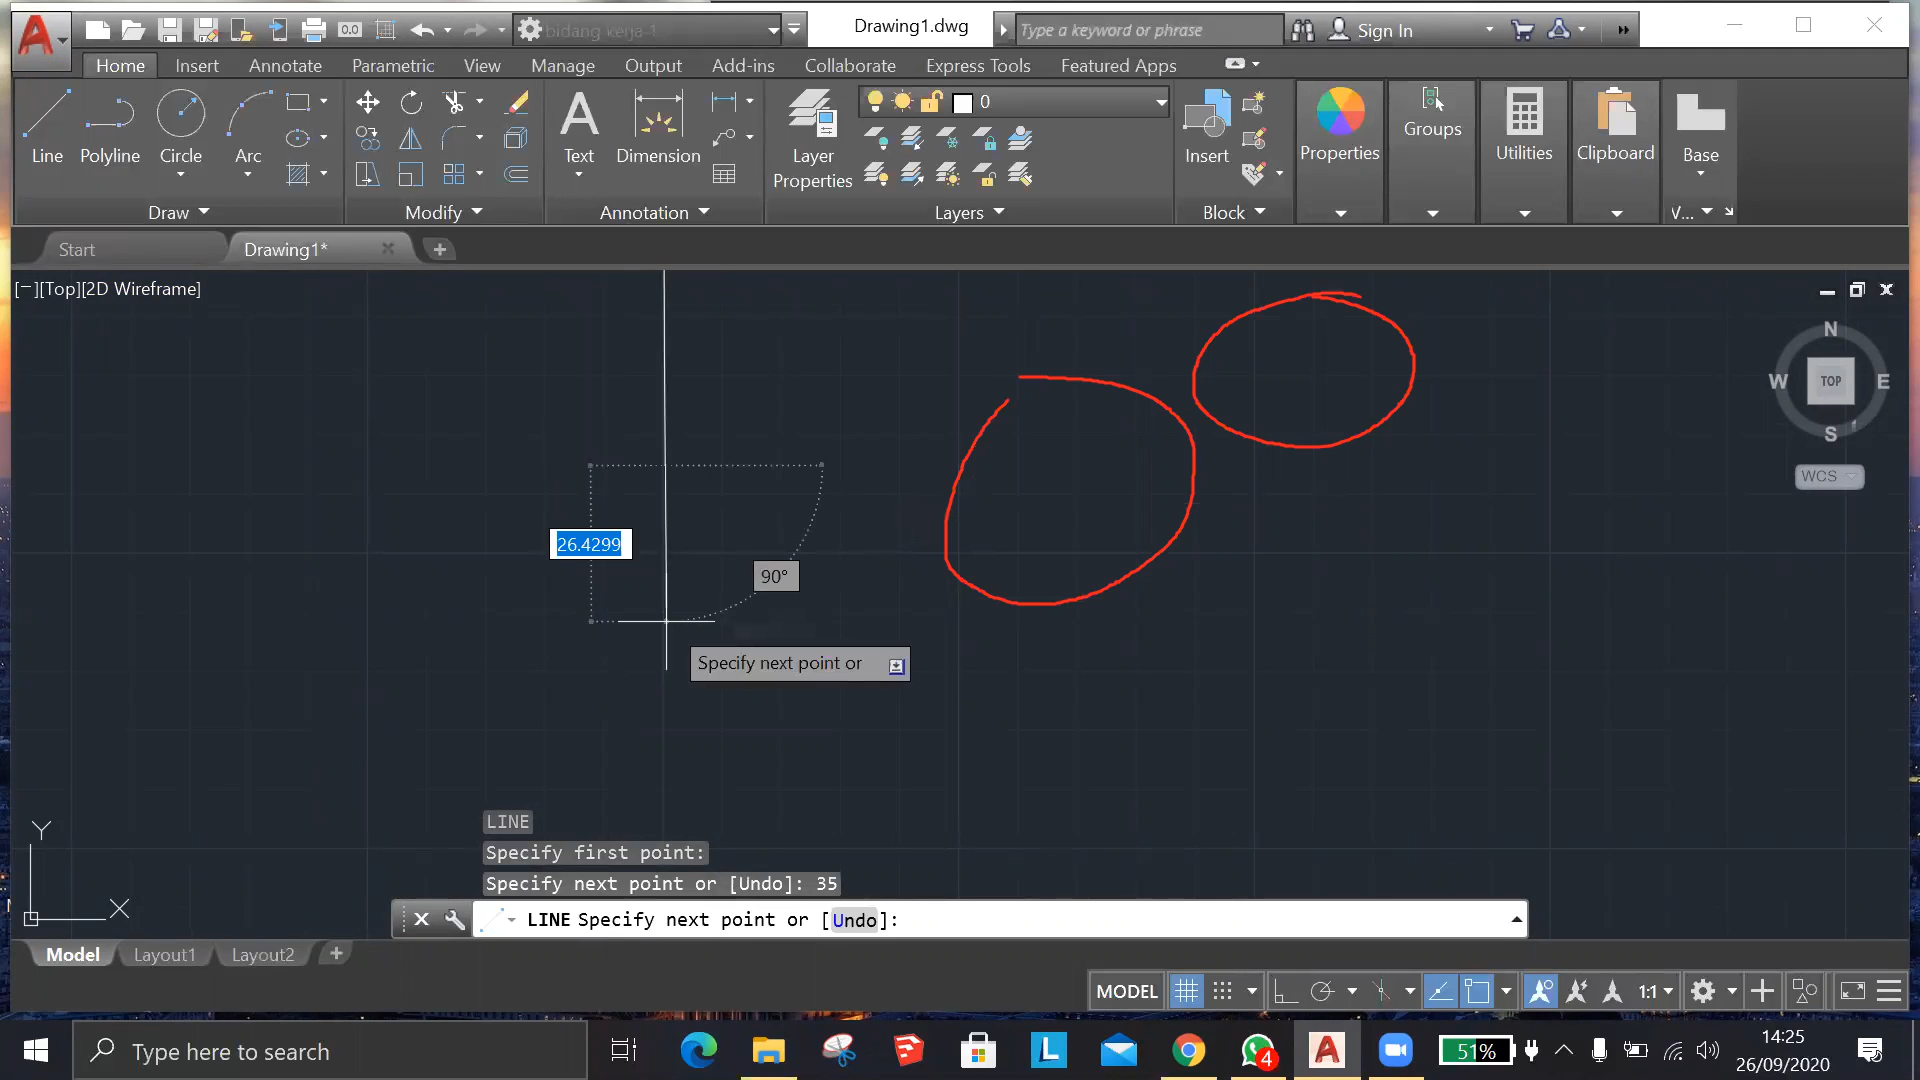 bidang kerja-1
Drawing1.dwg
Type a keyword or phrase
Sign In
Home Insert Annotate Parametric View Manage Output Add-ins Collaborate Express Tools Featured Apps
0
Line Polyline Circle Arc
Text Dimension
Layer Properties
Insert
Properties
Groups
Utilities
Clipboard
Base
Draw Modify Annotation Layers Block V...
Start Drawing1*
[−][Top][2D Wireframe]
N
W TOP E
S
WCS
26.4299
90°
Specify next point or
Y
X
LINE
Specify first point:
Specify next point or [Undo]: 35
LINE Specify next point or [Undo]:
Model Layout1 Layout2
MODEL 1:1
Type here to search
L
4
51%
14:25
26/09/2020